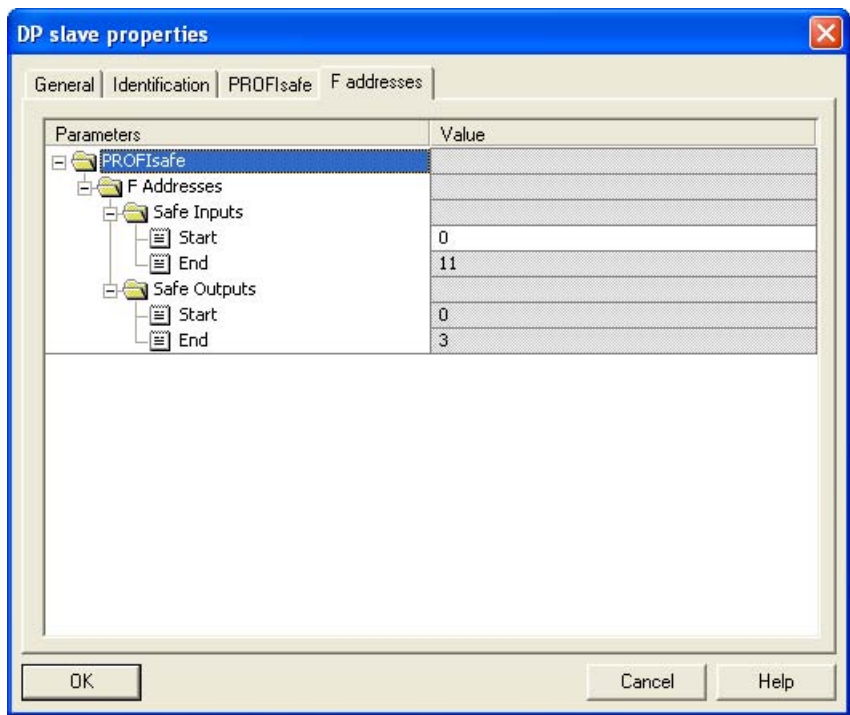 DP slave properties
General Identification PROFIsafe F addresses
Parameters Value
PROFIsafe
F Addresses
Safe Inputs
Start 0
End 11
Safe Outputs
Start 0
End 3
OK Cancel Help